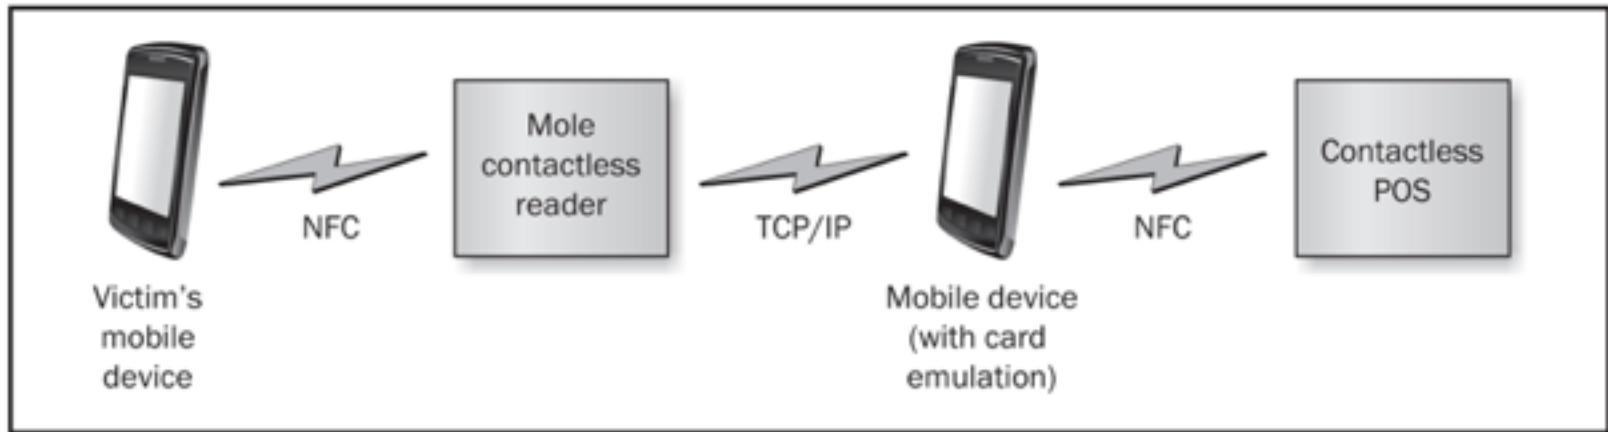 Mole
contactless
reader
Contactless
POS
NFC
TCP/IP
NFC
Victim's
mobile
device
Mobile device
(with card
emulation)